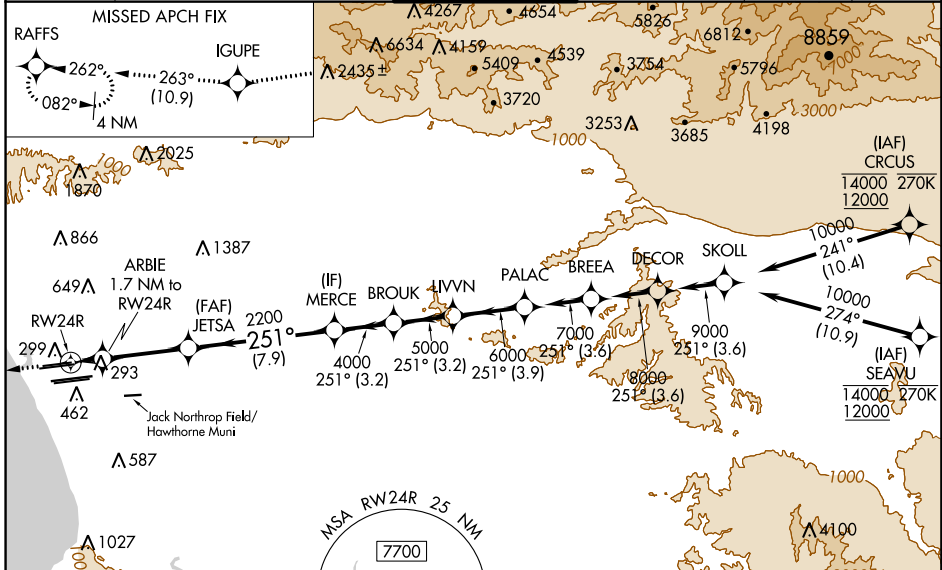 MISSED APCH FIX
RAFFS
IGUPE
262°
263°
(10.9)
082°
4 NM
4267
4654
5826
6634
4159
4539
6812
8859
2435±
5409
3754
5796
1000
3720
3000
3253
3685
4198
1000
2025
1000
1870
(IAF)
CRCUS
14000 270K
12000
866
1387
10000
241°
(10.4)
ARBIE
1.7 NM to
RW24R
649
(FAF)
JETSA
(IF)
MERCE
BROUK
LIVVN
PALAC
BREEA
DECOR
SKOLL
RW24R
299
293
2200
251°
(7.9)
4000
251° (3.2)
5000
251° (3.2)
6000
251° (3.9)
7000
251° (3.6)
8000
251° (3.6)
9000
251° (3.6)
10000
274°
(10.9)
(IAF)
SEAVU
14000 270K
12000
462
Jack Northrop Field/
Hawthorne Muni
587
1000
MSA RW24R 25 NM
7700
4100
1027